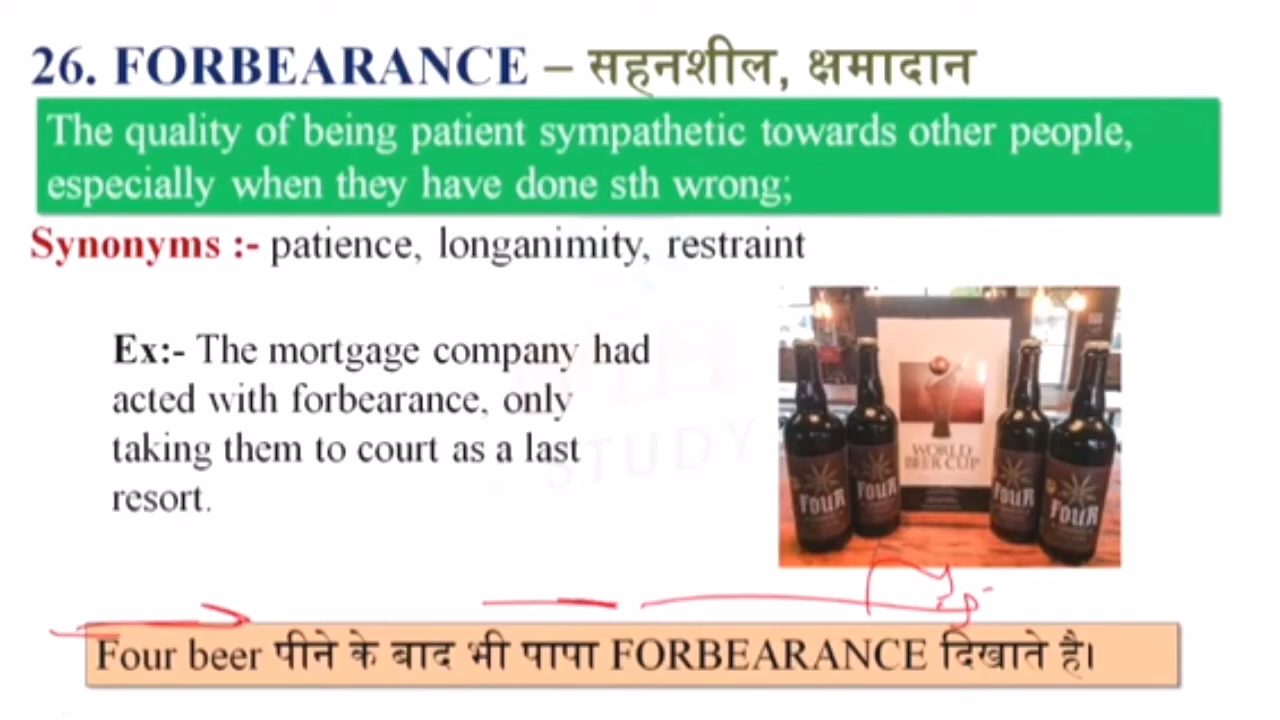 26. FORBEARANCE – सहनशील, क्षमादान
The quality of being patient sympathetic towards other people,
especially when they have done sth wrong;
Synonyms :- patience, longanimity, restraint
Ex:- The mortgage company had
acted with forbearance, only
taking them to court as a last
resort.
STUDY
WORLD
BEER CUP
FOUR
FOUR
FOUR
FOUR
Four beer पीने के बाद भी पापा FORBEARANCE दिखाते है।